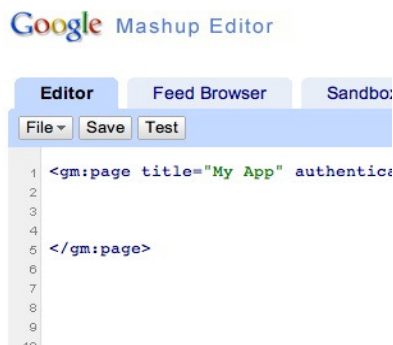 Google Mashup Editor
Editor Feed Browser Sandbo
File Save Test
1 <gm:page title="My App" authentica
2
3
4
5 </gm:page>
6
7
8
9
10